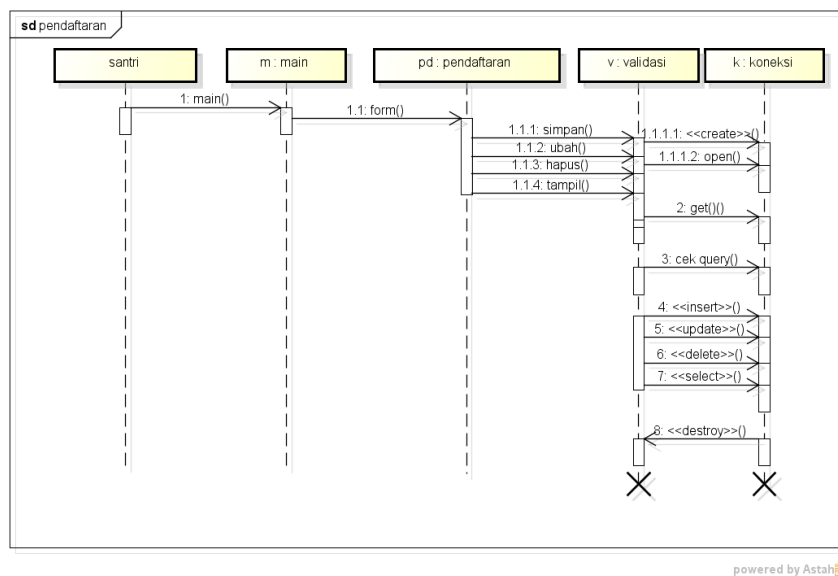 sd pendaftaran
santri
m : main
pd : pendaftaran
v : validasi
k : koneksi
1: main()
1.1: form()
1.1.1: simpan()
1.1.1.1: <<create>>()
1.1.2: ubah()
1.1.1.2: open()
1.1.3: hapus()
1.1.4: tampil()
2: get()()
3: cek query()
4: <<insert>>()
5: <<update>>()
6: <<delete>>()
7: <<select>>()
8: <<destroy>>()
powered by Astah